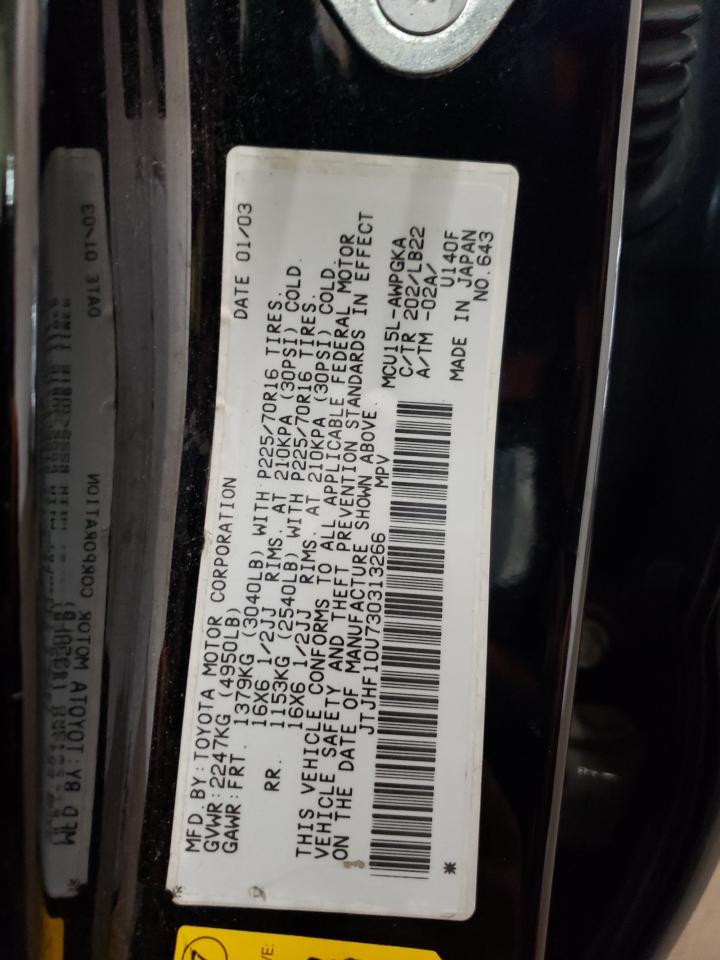 MFD. BY: TOYOTA MOTOR CORPORATION DATE 01/03
GVWR: 2247KG (4950LB)
GAWR: FRT. 1379KG (3040LB) WITH P225/70R16 TIRES.
16X6 1/2JJ RIMS. AT 210KPA (30PSI) COLD.
RR. 1153KG (2540LB) WITH P225/70R16 TIRES.
16X6 1/2JJ RIMS. AT 210KPA (30PSI) COLD.
THIS VEHICLE CONFORMS TO ALL APPLICABLE FEDERAL MOTOR
VEHICLE SAFETY AND THEFT PREVENTION STANDARDS IN EFFECT
ON THE DATE OF MANUFACTURE SHOWN ABOVE.
JTJHF10U730313266 MPV
MCU15L-AWPGKA
C/TR 202/LB22
A/TM -02A/ U140F
MADE IN JAPAN
NO.643
*